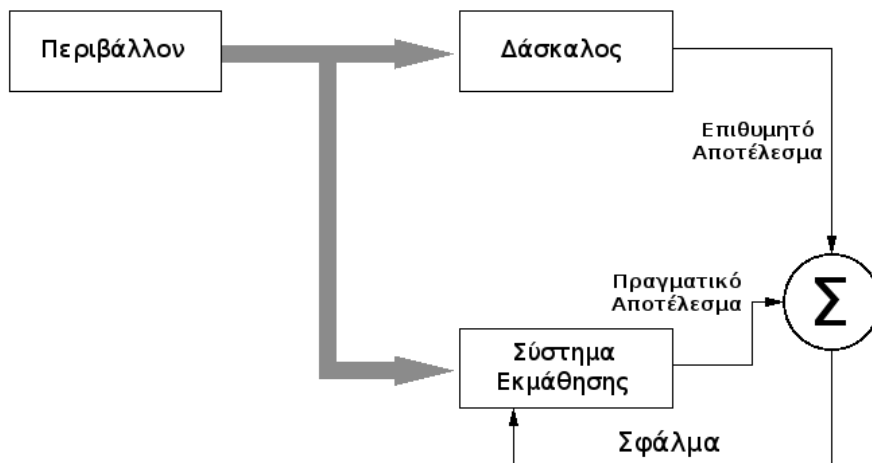 Περιβάλλον
Δάσκαλος
Επιθυμητό
Αποτέλεσμα
Πραγματικό
Αποτέλεσμα
Σ
Σύστημα
Εκμάθησης
Σφάλμα